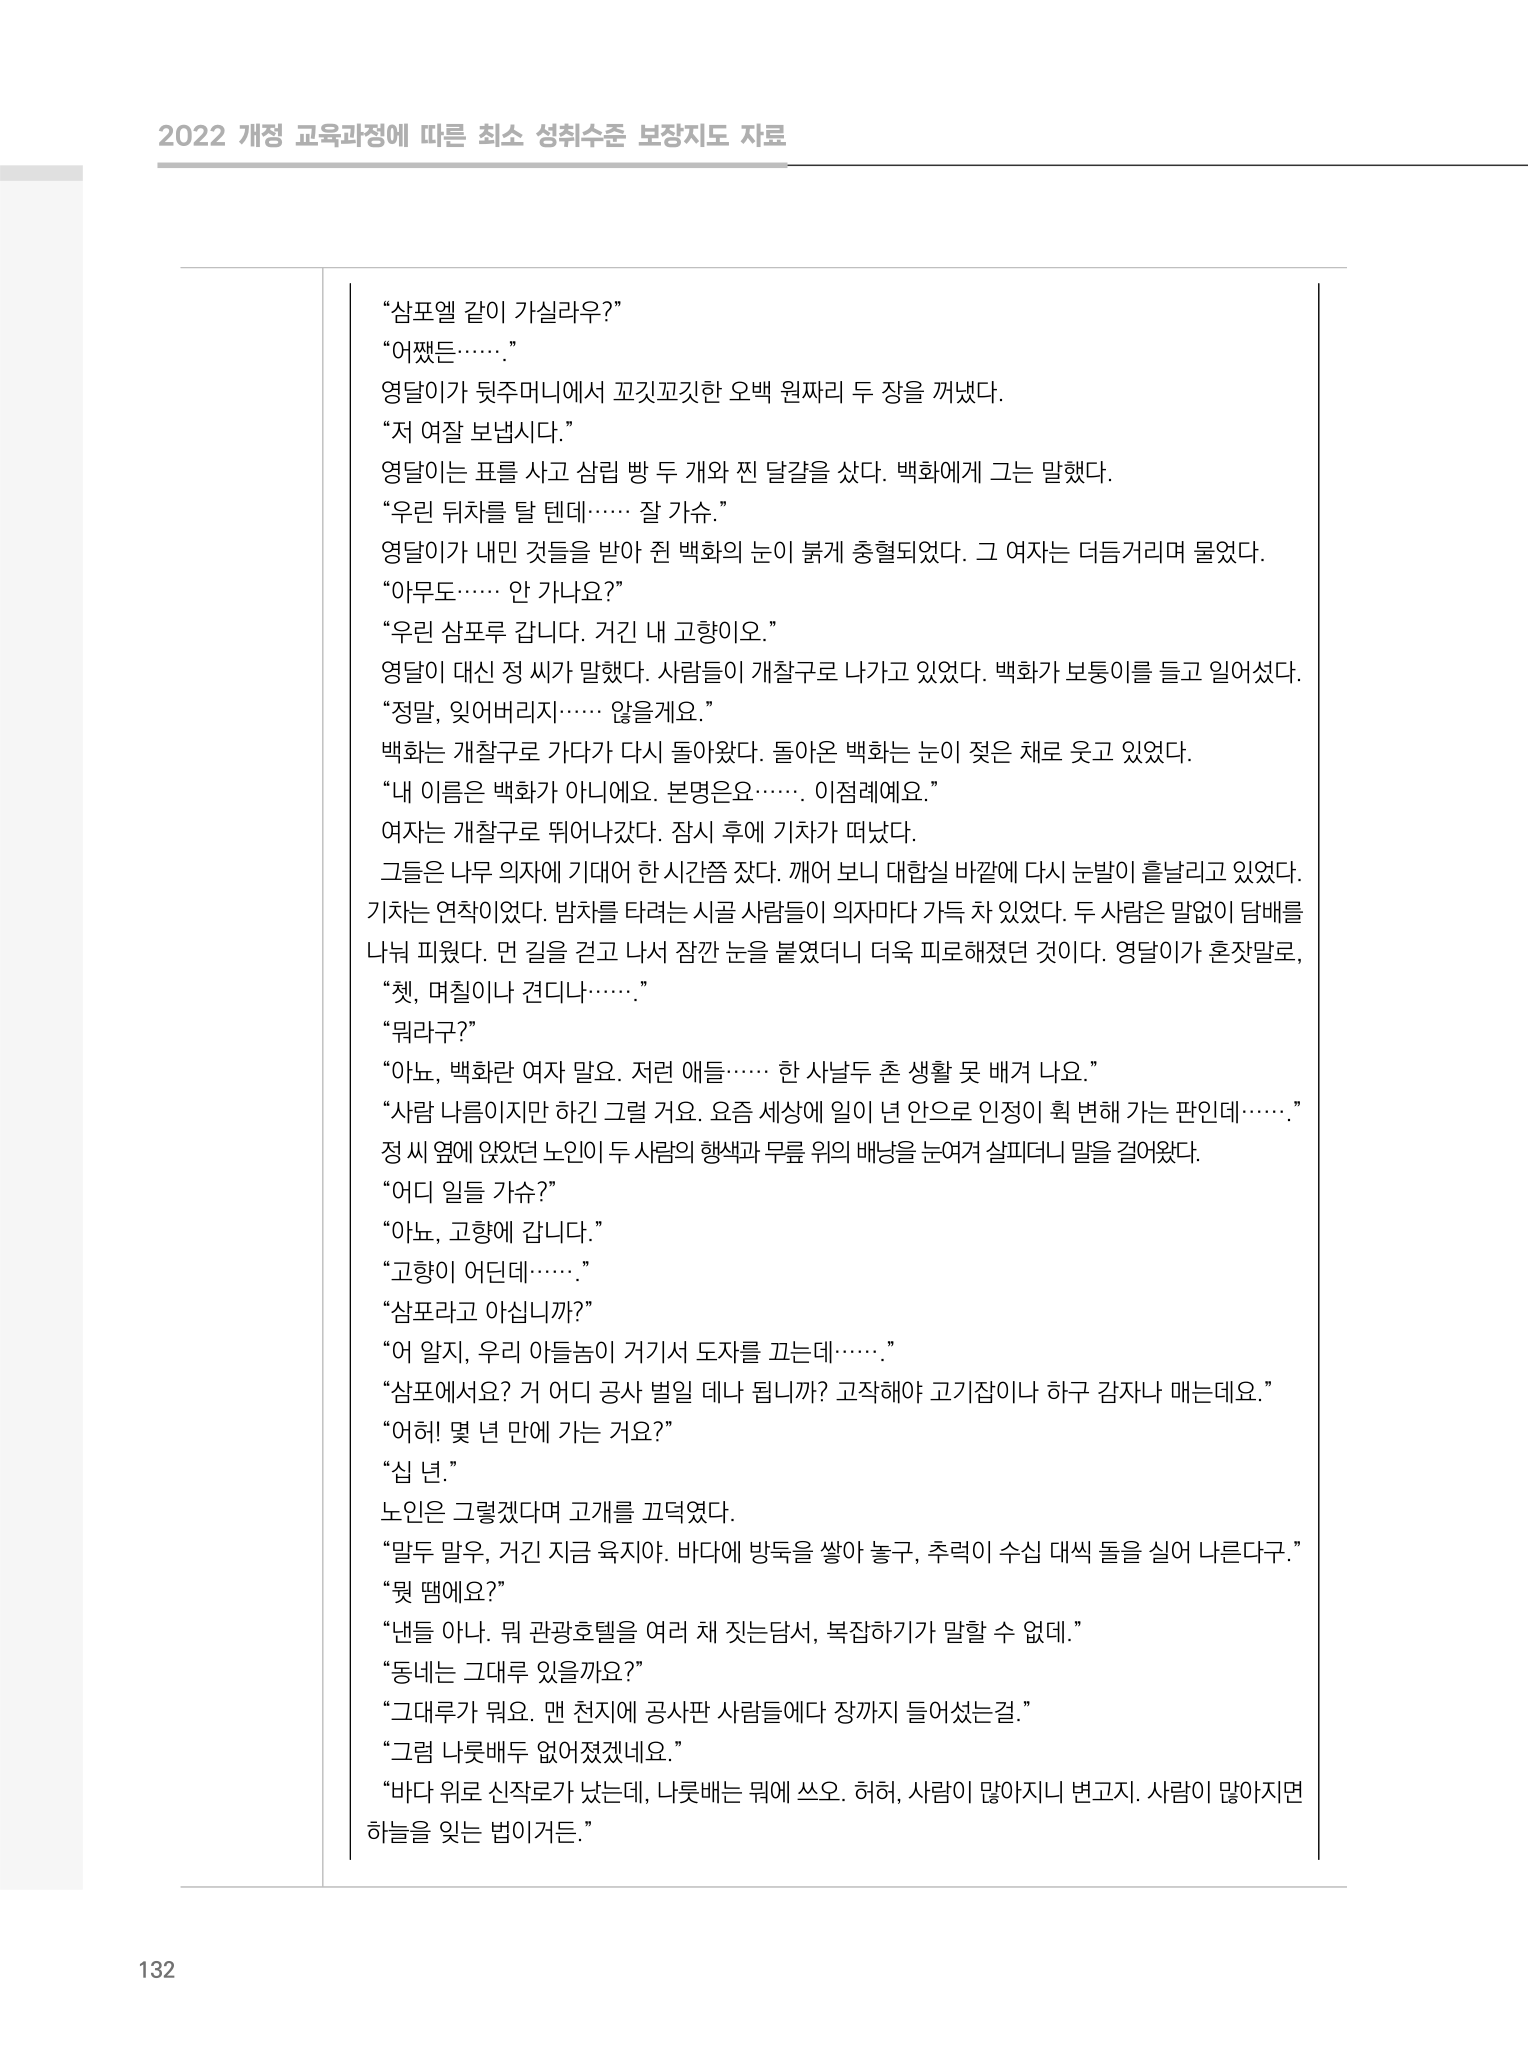 2022 개정 교육과정에 따른 최소 성취수준 보장지도 자료
“삼포엘 같이 가실라우?”
“어쨌든…….”
영달이가 뒷주머니에서 꼬깃꼬깃한 오백 원짜리 두 장을 꺼냈다.
“저 여잘 보냅시다.”
영달이는 표를 사고 삼립 빵 두 개와 찐 달걀을 샀다. 백화에게 그는 말했다.
“우린 뒤차를 탈 텐데…… 잘 가슈.”
영달이가 내민 것들을 받아 쥔 백화의 눈이 붉게 충혈되었다. 그 여자는 더듬거리며 물었다.
“아무도…… 안 가나요?”
“우린 삼포루 갑니다. 거긴 내 고향이오.”
영달이 대신 정 씨가 말했다. 사람들이 개찰구로 나가고 있었다. 백화가 보퉁이를 들고 일어섰다.
“정말, 잊어버리지…… 않을게요.”
백화는 개찰구로 가다가 다시 돌아왔다. 돌아온 백화는 눈이 젖은 채로 웃고 있었다.
“내 이름은 백화가 아니에요. 본명은요……. 이점례예요.”
여자는 개찰구로 뛰어나갔다. 잠시 후에 기차가 떠났다.
그들은 나무 의자에 기대어 한 시간쯤 잤다. 깨어 보니 대합실 바깥에 다시 눈발이 흩날리고 있었다.
기차는 연착이었다. 밤차를 타려는 시골 사람들이 의자마다 가득 차 있었다. 두 사람은 말없이 담배를
나눠 피웠다. 먼 길을 걷고 나서 잠깐 눈을 붙였더니 더욱 피로해졌던 것이다. 영달이가 혼잣말로,
“쳇, 며칠이나 견디나…….”
“뭐라구?”
“아뇨, 백화란 여자 말요. 저런 애들…… 한 사날두 촌 생활 못 배겨 나요.”
“사람 나름이지만 하긴 그럴 거요. 요즘 세상에 일이 년 안으로 인정이 휙 변해 가는 판인데…….”
정 씨 옆에 앉았던 노인이 두 사람의 행색과 무릎 위의 배낭을 눈여겨 살피더니 말을 걸어왔다.
“어디 일들 가슈?”
“아뇨, 고향에 갑니다.”
“고향이 어딘데…….”
“삼포라고 아십니까?”
“어 알지, 우리 아들놈이 거기서 도자를 끄는데…….”
“삼포에서요? 거 어디 공사 벌일 데나 됩니까? 고작해야 고기잡이나 하구 감자나 매는데요.”
“어허! 몇 년 만에 가는 거요?”
“십 년.”
노인은 그렇겠다며 고개를 끄덕였다.
“말두 말우, 거긴 지금 육지야. 바다에 방둑을 쌓아 놓구, 추럭이 수십 대씩 돌을 실어 나른다구.”
“뭣 땜에요?”
“낸들 아나. 뭐 관광호텔을 여러 채 짓는담서, 복잡하기가 말할 수 없데.”
“동네는 그대루 있을까요?”
“그대루가 뭐요. 맨 천지에 공사판 사람들에다 장까지 들어섰는걸.”
“그럼 나룻배두 없어졌겠네요.”
“바다 위로 신작로가 났는데, 나룻배는 뭐에 쓰오. 허허, 사람이 많아지니 변고지. 사람이 많아지면
하늘을 잊는 법이거든.”
132